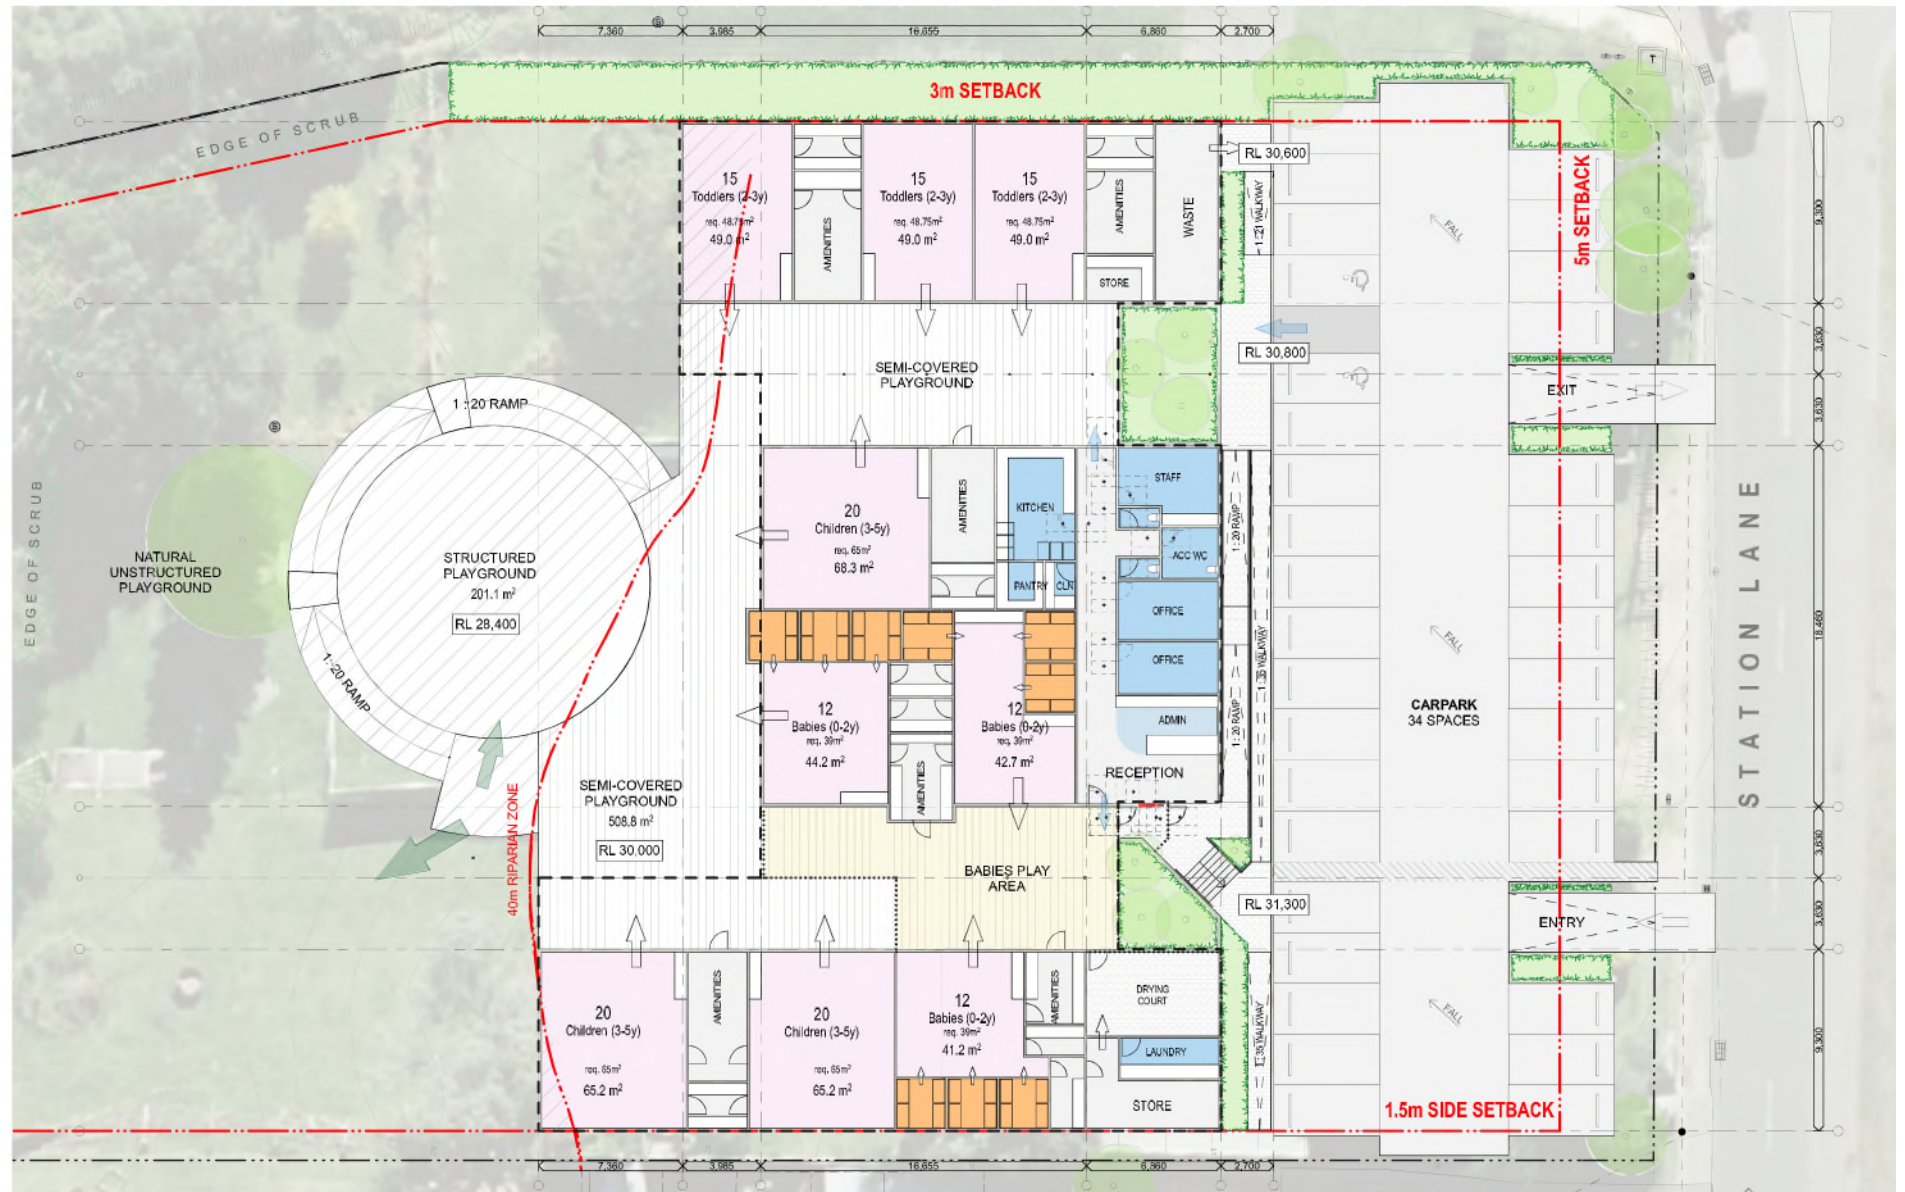 7,360
3,985
16,655
6,860
2,700
T
3m SETBACK
EDGE OF SCRUB
15
Toddlers (2-3y)
req. 48.75m²
49.0 m²
AMENITIES
15
Toddlers (2-3y)
req. 48.75m²
49.0 m²
15
Toddlers (2-3y)
req. 48.75m²
49.0 m²
AMENITIES
STORE
WASTE
RL 30,600
1:21 WALKWAY
FALL
5m SETBACK
9,300
SEMI-COVERED
PLAYGROUND
RL 30,800
3,630
EXIT
3,630
1 : 20 RAMP
NATURAL
UNSTRUCTURED
PLAYGROUND
EDGE OF SCRUB
STRUCTURED
PLAYGROUND
201.1 m²
RL 28,400
1 : 20 RAMP
20
Children (3-5y)
req. 65m²
68.3 m²
AMENITIES
KITCHEN
PANTRY
CLN
STAFF
ACC WC
OFFICE
OFFICE
ADMIN
RECEPTION
1:20 RAMP
1:20 RAMP
1:35 WALKWAY
FALL
CARPARK
34 SPACES
18,460
STATION LANE
12
Babies (0-2y)
req. 39m²
44.2 m²
AMENITIES
12
Babies (0-2y)
req. 39m²
42.7 m²
SEMI-COVERED
PLAYGROUND
508.8 m²
RL 30,000
40m RIPARIAN ZONE
BABIES PLAY
AREA
RL 31,300
3,630
ENTRY
3,630
20
Children (3-5y)
req. 65m²
65.2 m²
AMENITIES
20
Children (3-5y)
req. 65m²
65.2 m²
12
Babies (0-2y)
req. 39m²
41.2 m²
AMENITIES
DRYING
COURT
LAUNDRY
STORE
1:35 WALKWAY
FALL
9,300
1.5m SIDE SETBACK
7,360
3,985
16,655
6,860
2,700